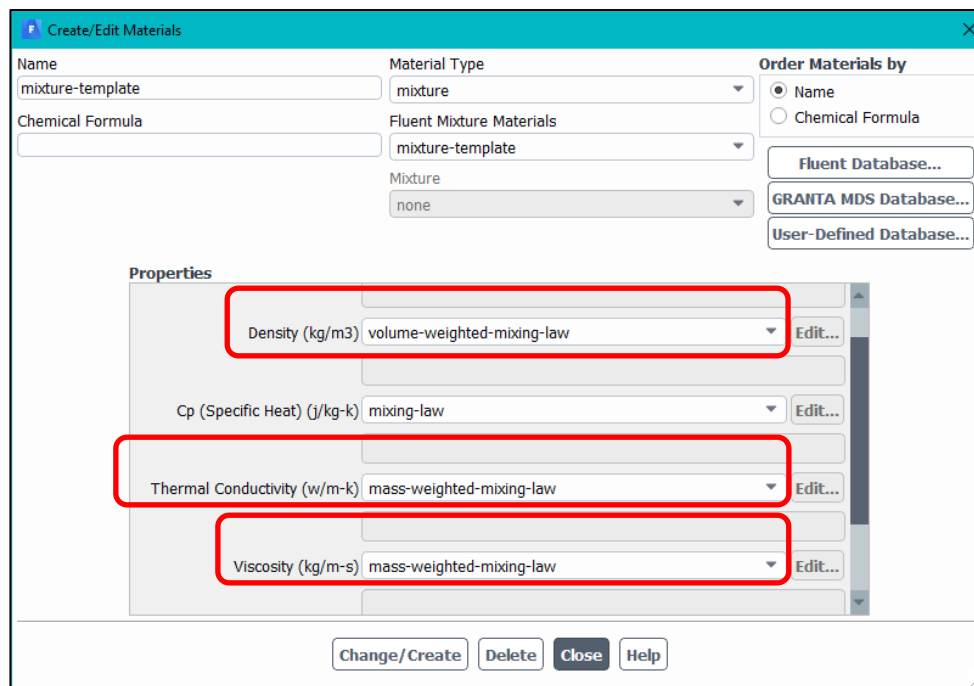 F Create/Edit Materials
Name
mixture-template
Chemical Formula
Material Type
mixture
Fluent Mixture Materials
mixture-template
Mixture
none
Order Materials by
Name
Chemical Formula
Fluent Database...
GRANTA MDS Database...
User-Defined Database...
Properties
Density (kg/m3) volume-weighted-mixing-law Edit...
Cp (Specific Heat) (j/kg-k) mixing-law Edit...
Thermal Conductivity (w/m-k) mass-weighted-mixing-law Edit...
Viscosity (kg/m-s) mass-weighted-mixing-law Edit...
Change/Create Delete Close Help